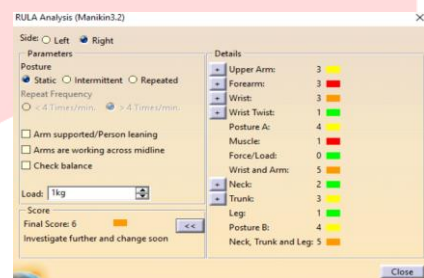 RULA Analysis (Manikin3.2)
Side: Left Right
Parameters
Posture
Static Intermittent Repeated
Repeat Frequency
< 4 Times/min. > 4 Times/min.
Arm supported/Person leaning
Arms are working across midline
Check balance
Load: 1kg
Score
Final Score: 6 <<
Investigate further and change soon
Details
+ Upper Arm: 3
+ Forearm: 3
+ Wrist: 3
+ Wrist Twist: 1
Posture A: 4
Muscle: 1
Force/Load: 0
Wrist and Arm: 5
+ Neck: 2
+ Trunk: 3
Leg: 1
Posture B: 4
Neck, Trunk and Leg: 5
Close